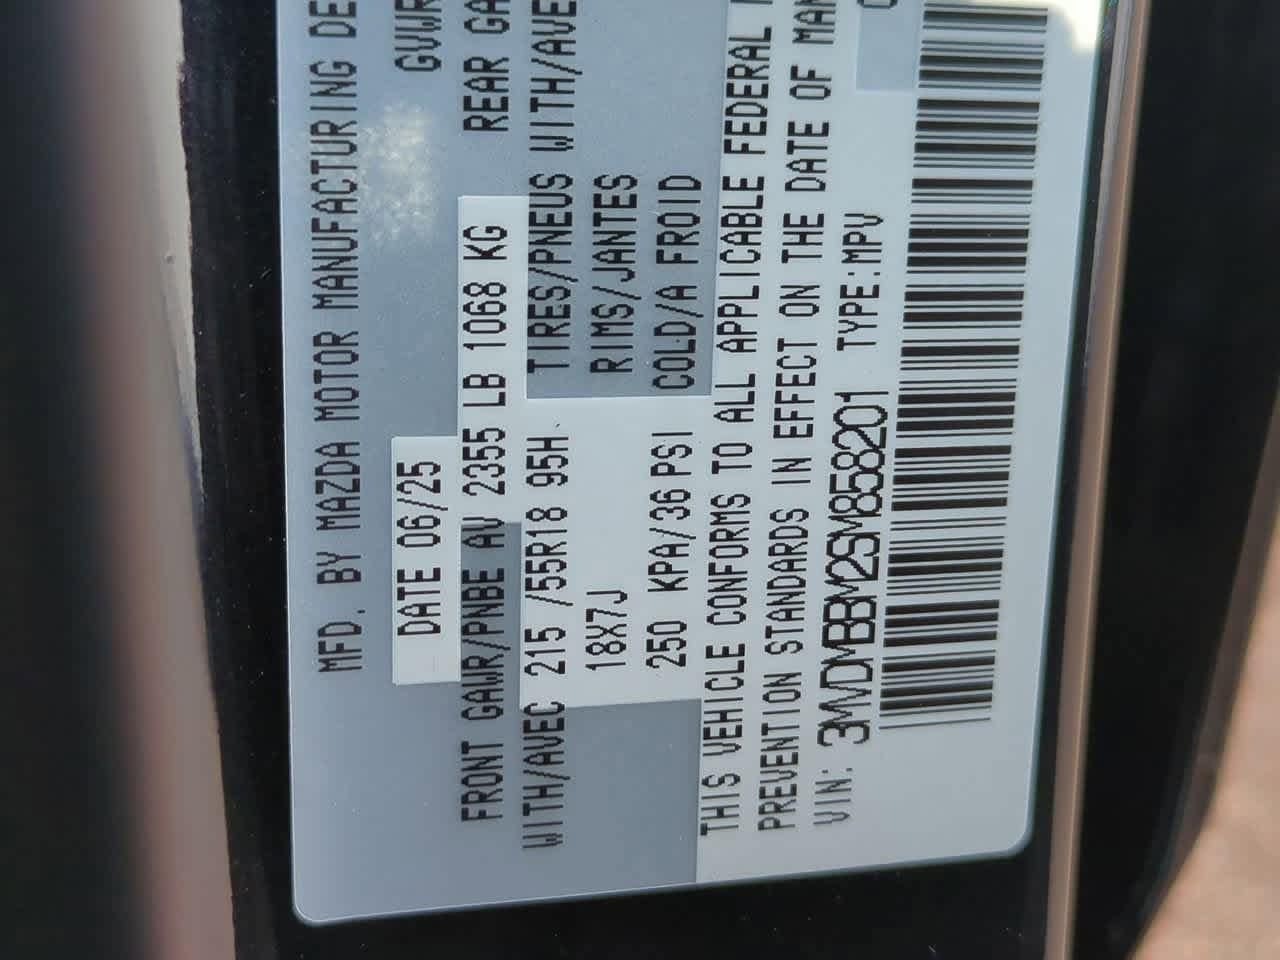 MFD. BY MAZDA MOTOR MANUFACTURING DE
DATE 06/25 GVWR
FRONT GAWR/PNBE AV 2355 LB 1068 KG REAR GA
WITH/AVEC 215 /55R18 95H TIRES/PNEUS WITH/AVE
18X7J RIMS/JANTES
250 KPA/36 PSI COLD/A FROID
THIS VEHICLE CONFORMS TO ALL APPLICABLE FEDERAL
PREVENTION STANDARDS IN EFFECT ON THE DATE OF MAN
VIN: 3MVDMBBM2SM858201 TYPE:MPV